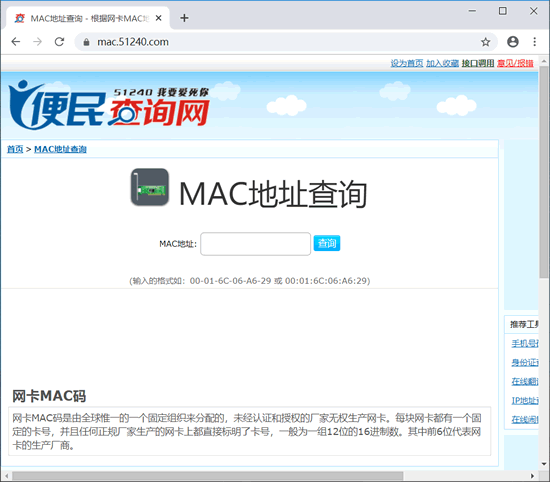 MAC地址查询 - 根据网卡MAC地
mac.51240.com
设为首页 加入收藏 接口调用 意见/报错
51240 我要爱死你
便民查询网
首页 > MAC地址查询
MAC地址查询
MAC地址: 查询
(输入的格式如: 00-01-6C-06-A6-29 或 00:01:6C:06:A6:29)
推荐工具
手机号码
身份证
在线翻
IP地址
在线闹
网卡MAC码
网卡MAC码是由全球惟一的一个固定组织来分配的，未经认证和授权的厂家无权生产网卡。每块网卡都有一个固
定的卡号，并且任何正规厂家生产的网卡上都直接标明了卡号，一般为一组12位的16进制数。其中前6位代表网
卡的生产厂商。